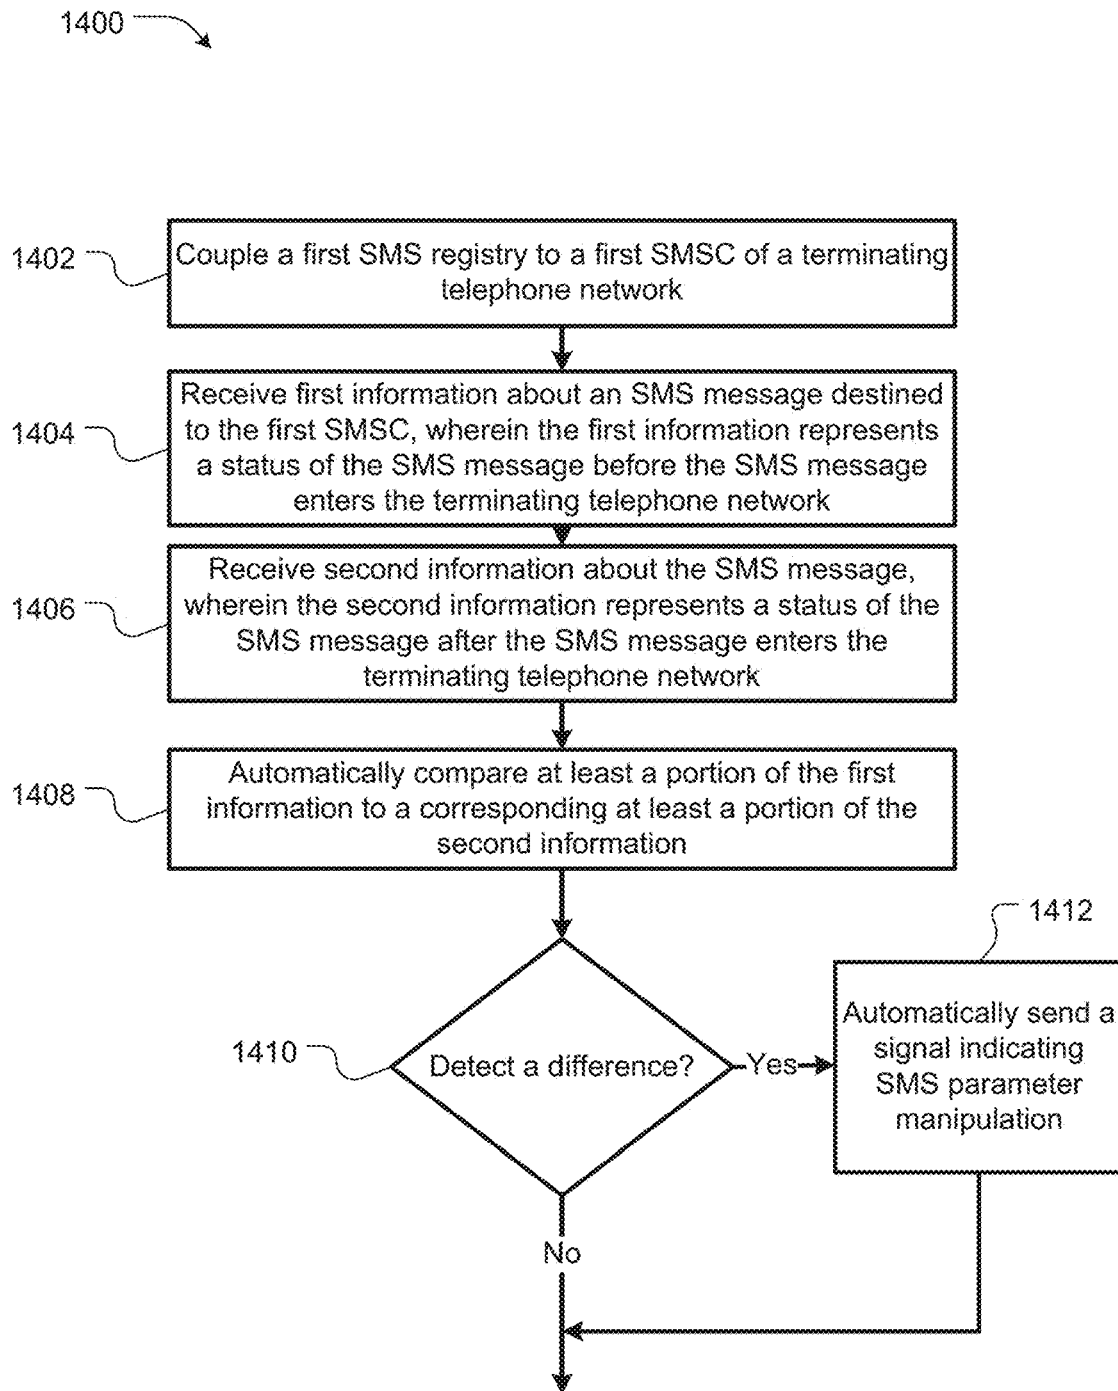 1400
1402
Couple a first SMS registry to a first SMSC of a terminating
telephone network
1404
Receive first information about an SMS message destined
to the first SMSC, wherein the first information represents
a status of the SMS message before the SMS message
enters the terminating telephone network
1406
Receive second information about the SMS message,
wherein the second information represents a status of the
SMS message after the SMS message enters the
terminating telephone network
1408
Automatically compare at least a portion of the first
information to a corresponding at least a portion of the
second information
1410
Detect a difference?
Yes
1412
Automatically send a
signal indicating
SMS parameter
manipulation
No